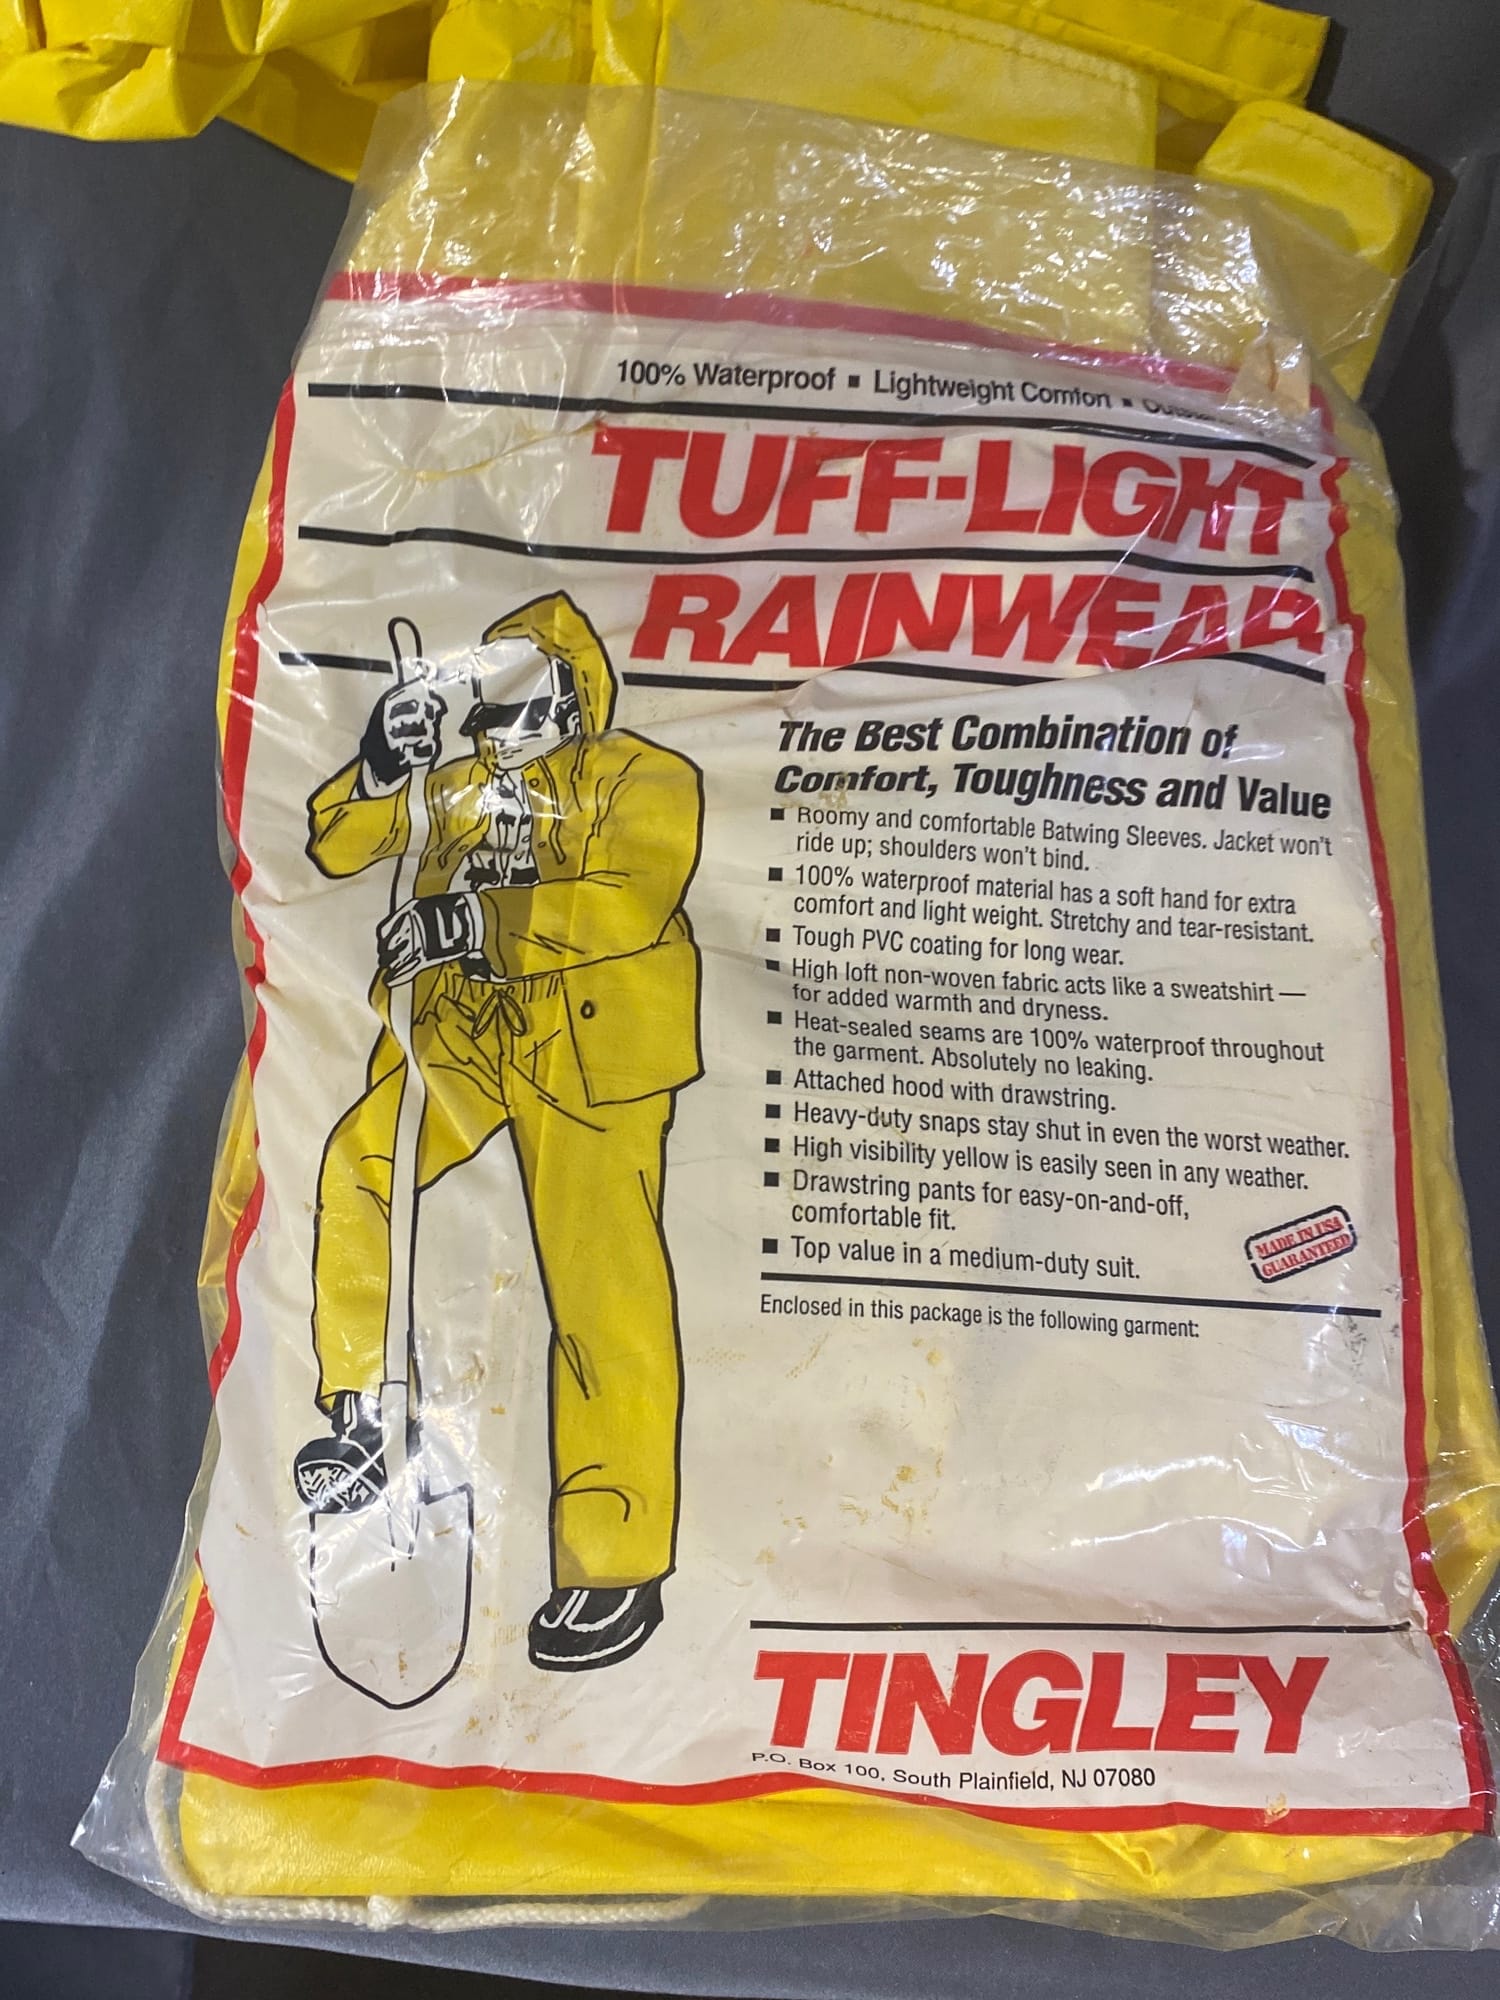 100% Waterproof ▪ Lightweight Comfort ▪
TUFF-LIGHT
RAINWEAR
The Best Combination of
Comfort, Toughness and Value
▪ Roomy and comfortable Batwing Sleeves. Jacket won't
ride up; shoulders won't bind.
▪ 100% waterproof material has a soft hand for extra
comfort and light weight. Stretchy and tear-resistant.
▪ Tough PVC coating for long wear.
▪ High loft non-woven fabric acts like a sweatshirt —
for added warmth and dryness.
▪ Heat-sealed seams are 100% waterproof throughout
the garment. Absolutely no leaking.
▪ Attached hood with drawstring.
▪ Heavy-duty snaps stay shut in even the worst weather.
▪ High visibility yellow is easily seen in any weather.
▪ Drawstring pants for easy-on-and-off,
comfortable fit.
▪ Top value in a medium-duty suit.
MADE IN USA
GUARANTEED
Enclosed in this package is the following garment:
TINGLEY
P.O. Box 100, South Plainfield, NJ 07080